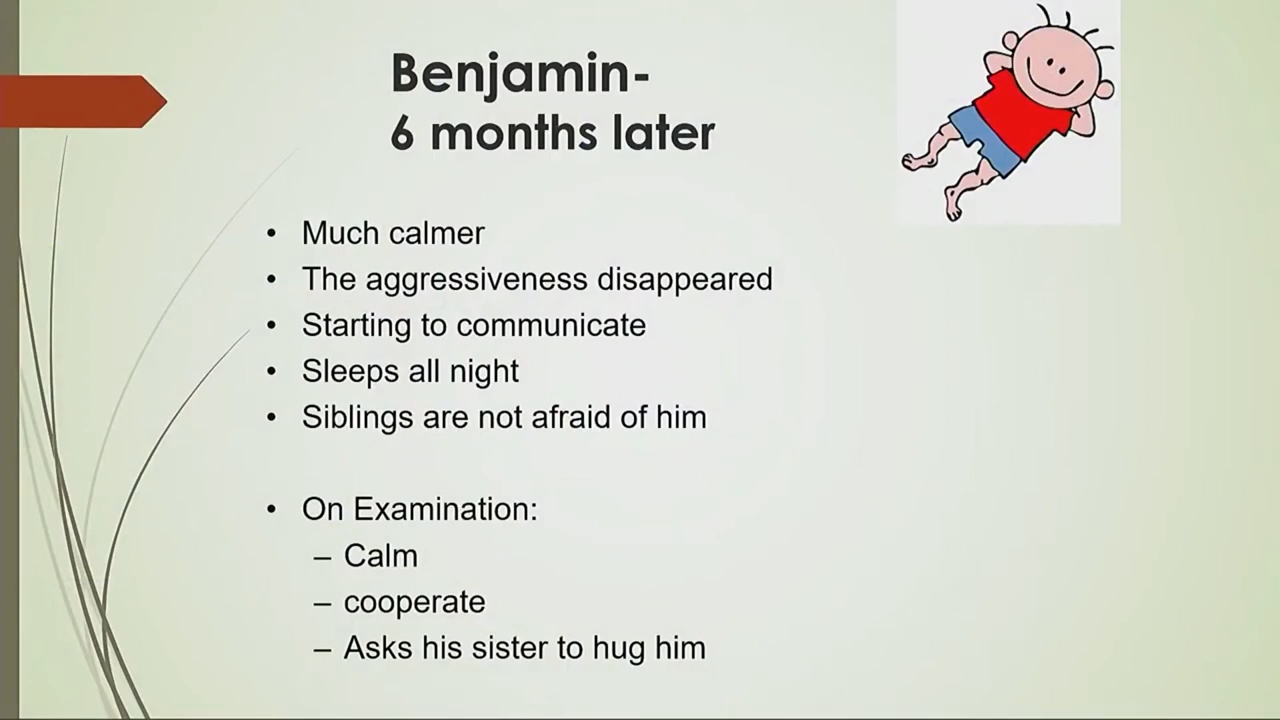 Benjamin-
6 months later
• Much calmer
• The aggressiveness disappeared
• Starting to communicate
• Sleeps all night
• Siblings are not afraid of him
• On Examination:
– Calm
– cooperate
– Asks his sister to hug him